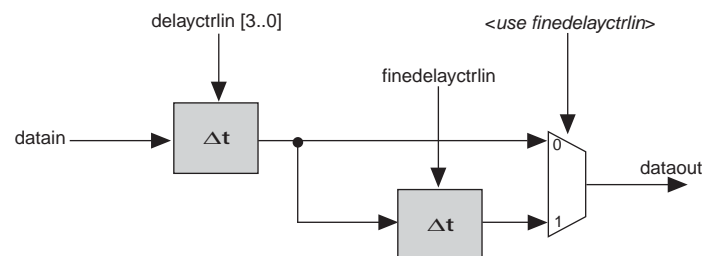 delayctrlin [3..0]
<use finedelayctrlin>
finedelayctrlin
datain
Δt
0
dataout
1
Δt